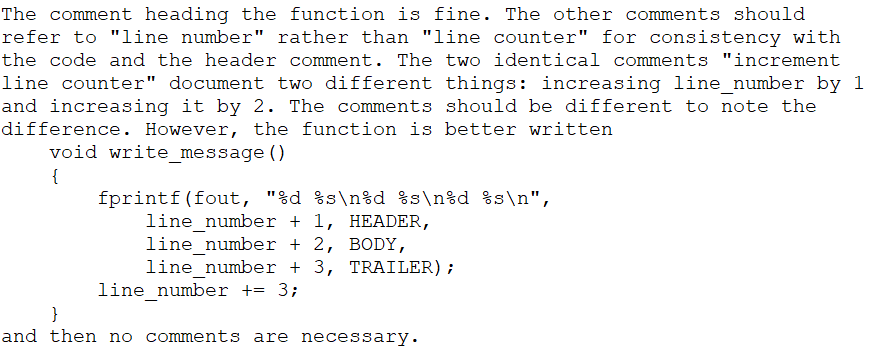 The comment heading the function is fine. The other comments should
refer to "line number" rather than "line counter" for consistency with
the code and the header comment. The two identical comments "increment
line counter" document two different things: increasing line_number by 1
and increasing it by 2. The comments should be different to note the
difference. However, the function is better written
    void write_message()
    {
        fprintf(fout, "%d %s\n%d %s\n%d %s\n",
            line_number + 1, HEADER,
            line_number + 2, BODY,
            line_number + 3, TRAILER);
        line_number += 3;
    }
and then no comments are necessary.